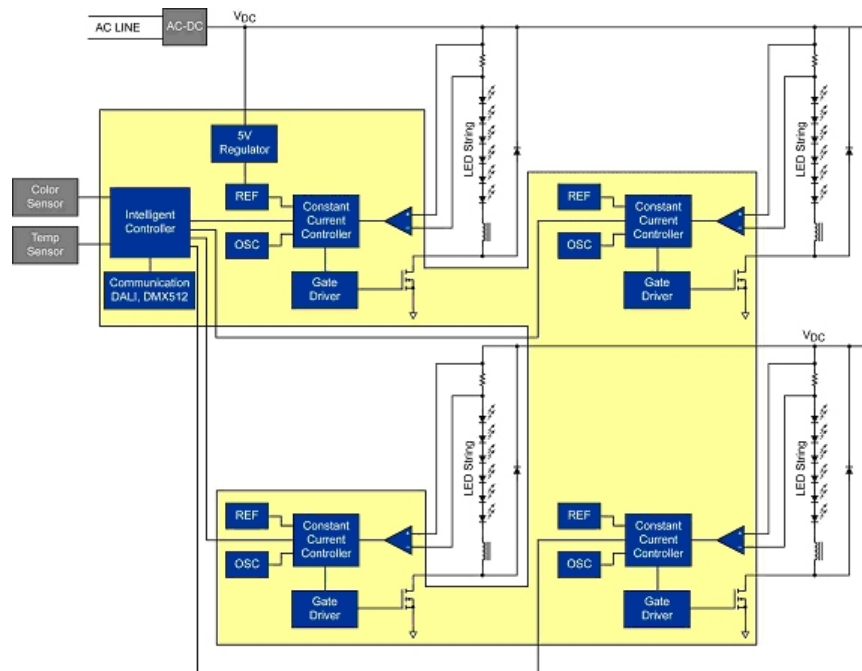 AC LINE
AC-DC
VDC
5V
Regulator
REF
OSC
Constant
Current
Controller
Gate
Driver
LED String
Color
Sensor
Temp
Sensor
Intelligent
Controller
Communication
DALI, DMX512
REF
OSC
Constant
Current
Controller
Gate
Driver
LED String
VDC
REF
OSC
Constant
Current
Controller
Gate
Driver
LED String
REF
OSC
Constant
Current
Controller
Gate
Driver
LED String